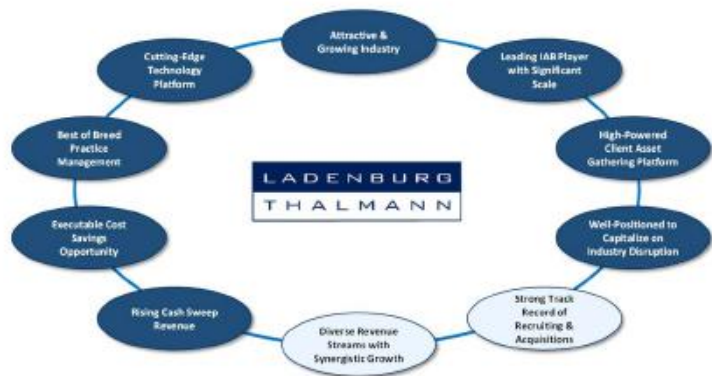 Attractive &
Growing Industry
Leading IAB Player
with Significant
Scale
High-Powered
Client Asset
Gathering Platform
Well-Positioned to
Capitalize on
Industry Disruption
Strong Track
Record of
Recruiting &
Acquisitions
Diverse Revenue
Streams with
Synergistic Growth
Rising Cash Sweep
Revenue
Executable Cost
Savings
Opportunity
Best of Breed
Practice
Management
Cutting-Edge
Technology
Platform
LADENBURG
THALMANN